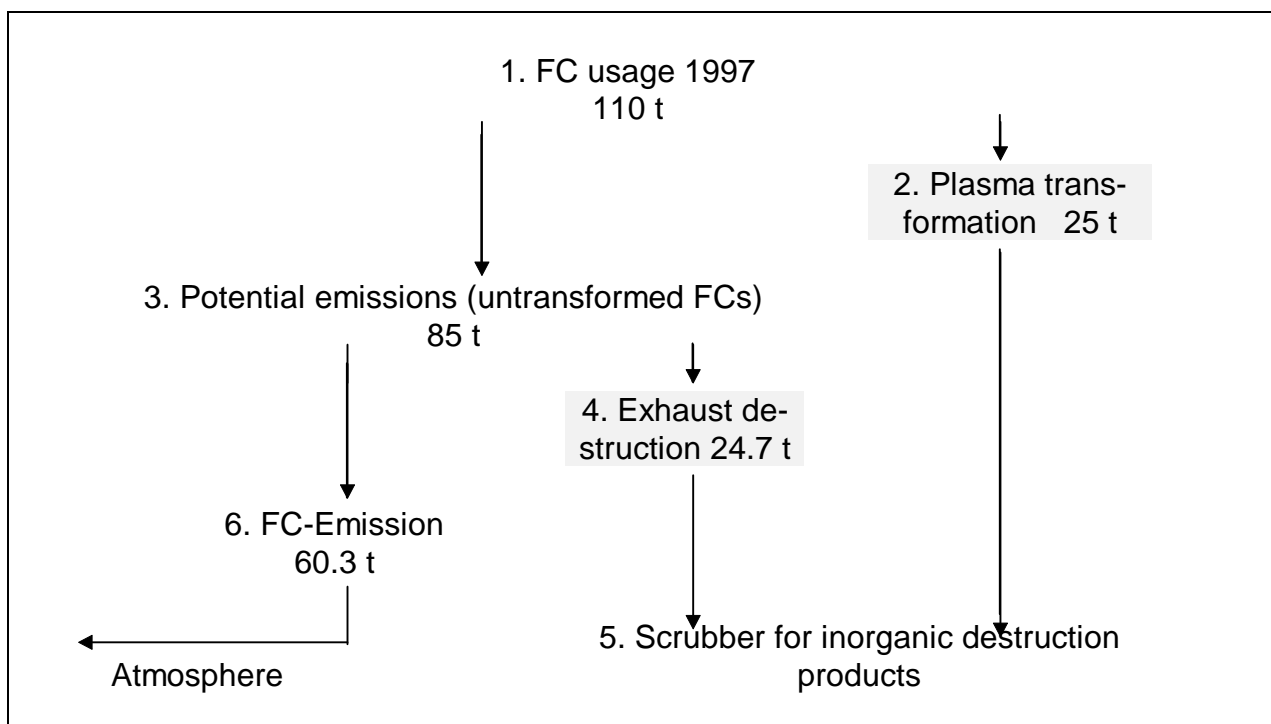 1. FC usage 1997
110 t
2. Plasma trans-
formation   25 t
3. Potential emissions (untransformed FCs)
85 t
4. Exhaust de-
struction 24.7 t
6. FC-Emission
60.3 t
5. Scrubber for inorganic destruction
products
Atmosphere